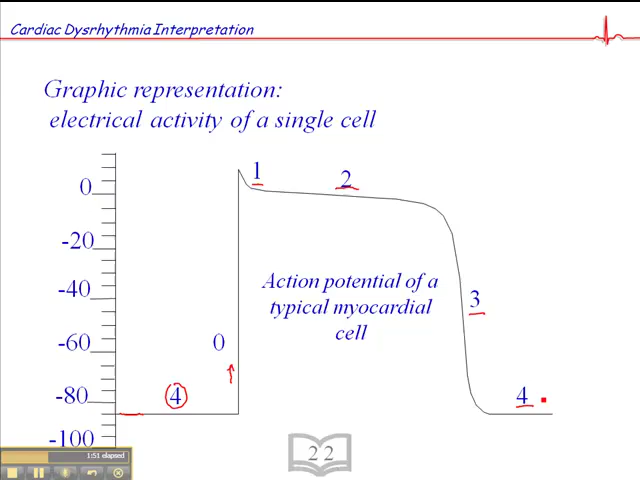 Cardiac Dysrhythmia Interpretation
Graphic representation:
electrical activity of a single cell
1
2
0
-20
-40
-60
-80
-100
Action potential of a
typical myocardial
cell
3
0
4
4
22
1:51 elapsed